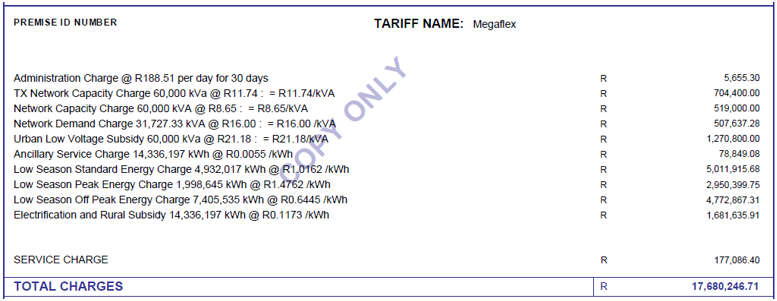 PREMISE ID NUMBER TARIFF NAME: Megaflex
Administration Charge @ R188.51 per day for 30 days R 5,655.30
TX Network Capacity Charge 60,000 kVa @ R11.74 : = R11.74/kVA R 704,400.00
Network Capacity Charge 60,000 kVA @ R8.65 : = R8.65/kVA R 519,000.00
Network Demand Charge 31,727.33 kVA @ R16.00 : = R16.00 /kVA R 507,637.28
Urban Low Voltage Subsidy 60,000 kVa @ R21.18 : = R21.18/kVA R 1,270,800.00
Ancillary Service Charge 14,336,197 kWh @ R0.0055 /kWh R 78,849.08
Low Season Standard Energy Charge 4,932,017 kWh @ R1.0162 /kWh R 5,011,915.68
Low Season Peak Energy Charge 1,998,645 kWh @ R1.4762 /kWh R 2,950,399.75
Low Season Off Peak Energy Charge 7,405,535 kWh @ R0.6445 /kWh R 4,772,867.31
Electrification and Rural Subsidy 14,336,197 kWh @ R0.1173 /kWh R 1,681,635.91
COPY ONLY
SERVICE CHARGE R 177,086.40
TOTAL CHARGES R 17,680,246.71